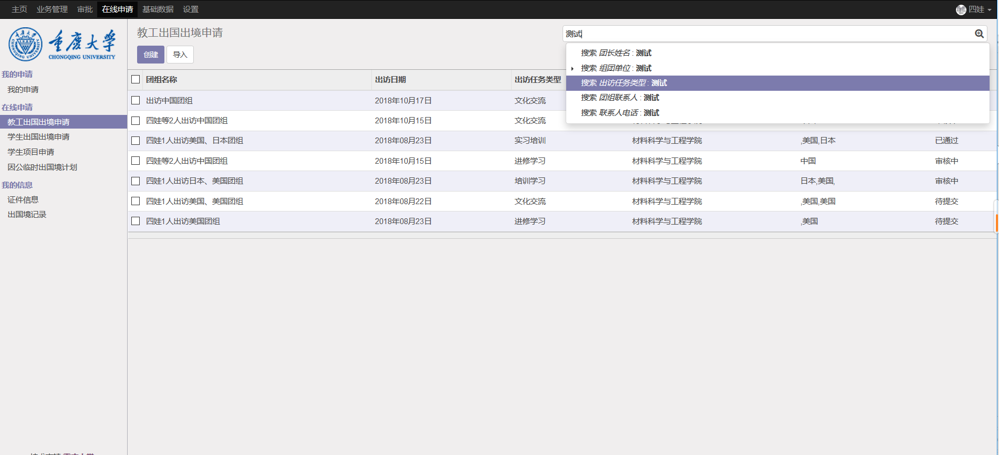 主页 业务管理 审批 在线申请 基础数据 设置 四娃
重庆大学
CHONGQING UNIVERSITY
我的申请
我的申请
在线申请
教工出国出境申请
学生出国出境申请
学生项目申请
因公临时出国境计划
我的信息
证件信息
出国境记录
教工出国出境申请
测试
创建 导入
搜索 团长姓名 : 测试
搜索 组团单位 : 测试
搜索 出访任务类型 : 测试
搜索 团组联系人 : 测试
搜索 联系人电话 : 测试
团组名称 出访日期 出访任务类型
出访中国团组 2018年10月17日 文化交流
四娃等2人出访中国团组 2018年10月15日 文化交流
四娃1人出访美国、日本团组 2018年08月23日 实习培训 材料科学与工程学院 ,美国,日本 已通过
四娃等2人出访中国团组 2018年10月15日 进修学习 材料科学与工程学院 中国 审核中
四娃1人出访日本、美国团组 2018年08月23日 培训学习 材料科学与工程学院 日本,美国, 审核中
四娃1人出访美国、美国团组 2018年08月22日 文化交流 材料科学与工程学院 ,美国,美国 待提交
四娃1人出访美国团组 2018年08月23日 进修学习 材料科学与工程学院 ,美国 待提交